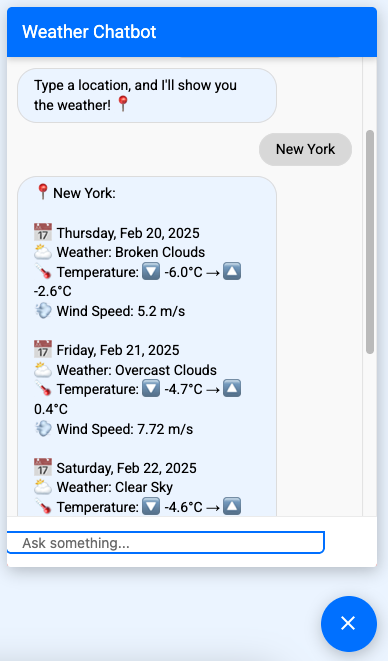 Weather Chatbot
Type a location, and I'll show you
the weather! 📍
New York
📍New York:
📅 Thursday, Feb 20, 2025
🌥️ Weather: Broken Clouds
🌡️ Temperature: 🔽 -6.0°C → 🔼
-2.6°C
💨 Wind Speed: 5.2 m/s
📅 Friday, Feb 21, 2025
🌥️ Weather: Overcast Clouds
🌡️ Temperature: 🔽 -4.7°C → 🔼
0.4°C
💨 Wind Speed: 7.72 m/s
📅 Saturday, Feb 22, 2025
🌥️ Weather: Clear Sky
🌡️ Temperature: 🔽 -4.6°C → 🔼
Ask something...